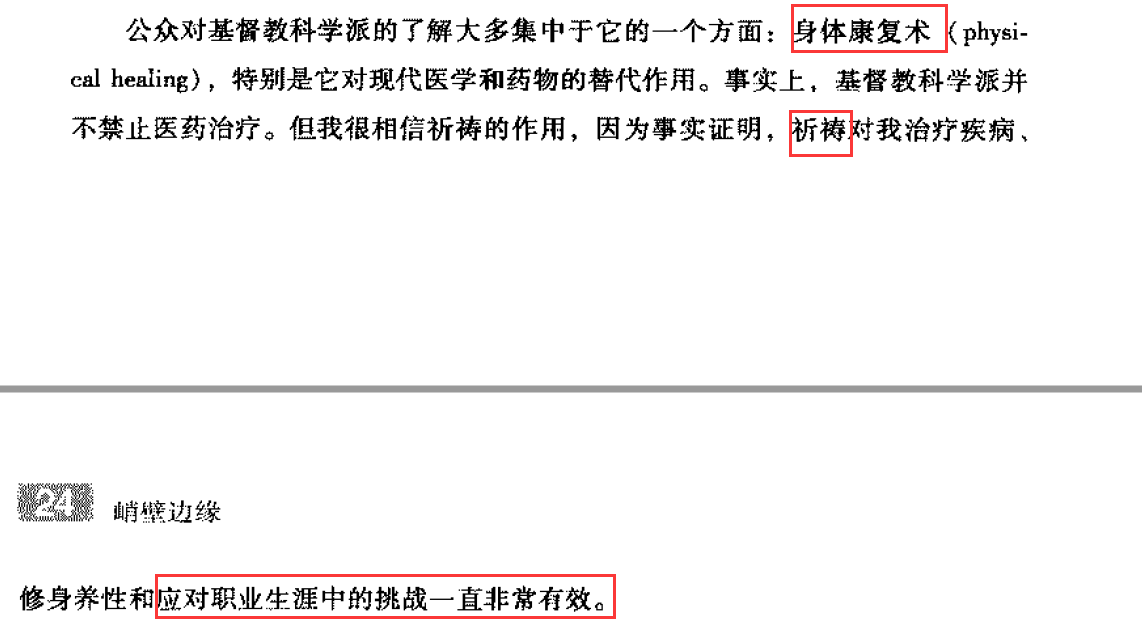 公众对基督教科学派的了解大多集中于它的一个方面：身体康复术（physi-
cal healing），特别是它对现代医学和药物的替代作用。事实上，基督教科学派并
不禁止医药治疗。但我很相信祈祷的作用，因为事实证明，祈祷对我治疗疾病、
24 峭壁边缘
修身养性和应对职业生涯中的挑战一直非常有效。